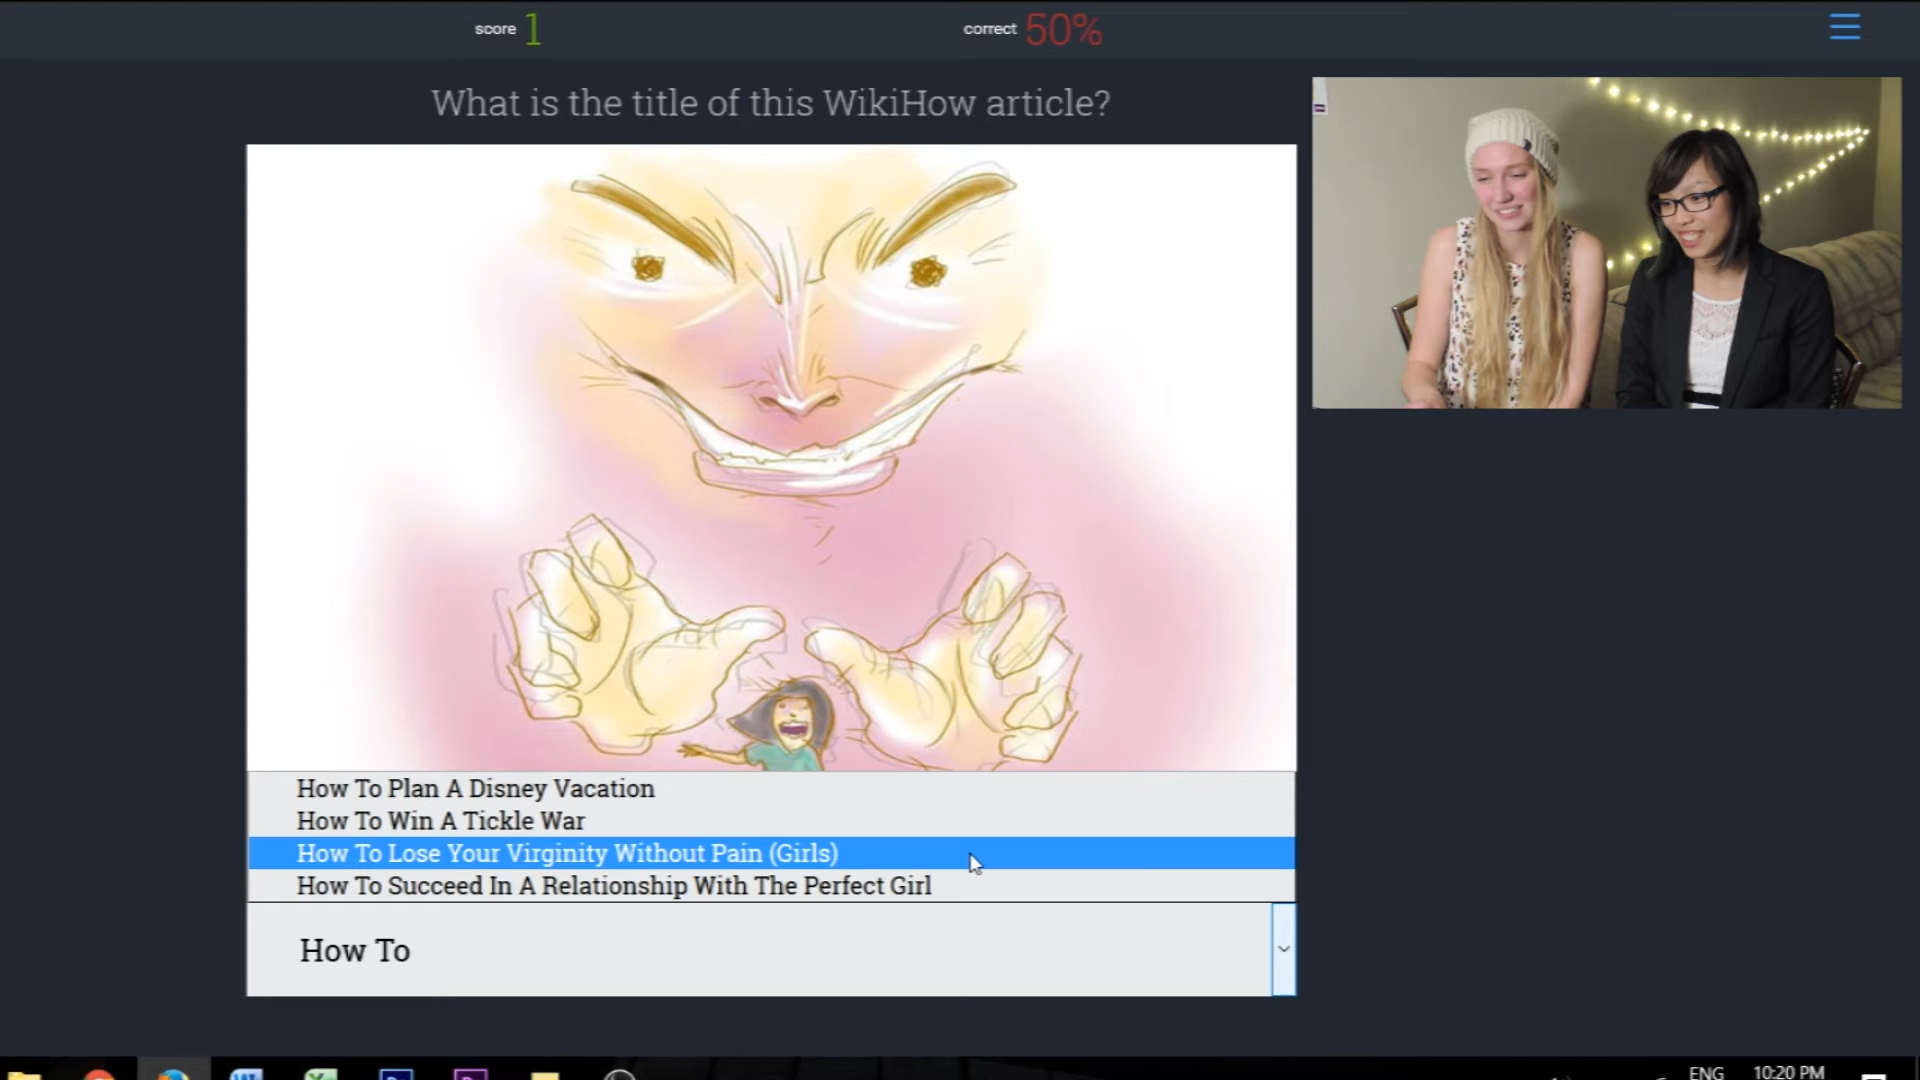 score 1
correct 50%
What is the title of this WikiHow article?
How To Plan A Disney Vacation
How To Win A Tickle War
How To Lose Your Virginity Without Pain (Girls)
How To Succeed In A Relationship With The Perfect Girl
How To
ENG
10:20 PM